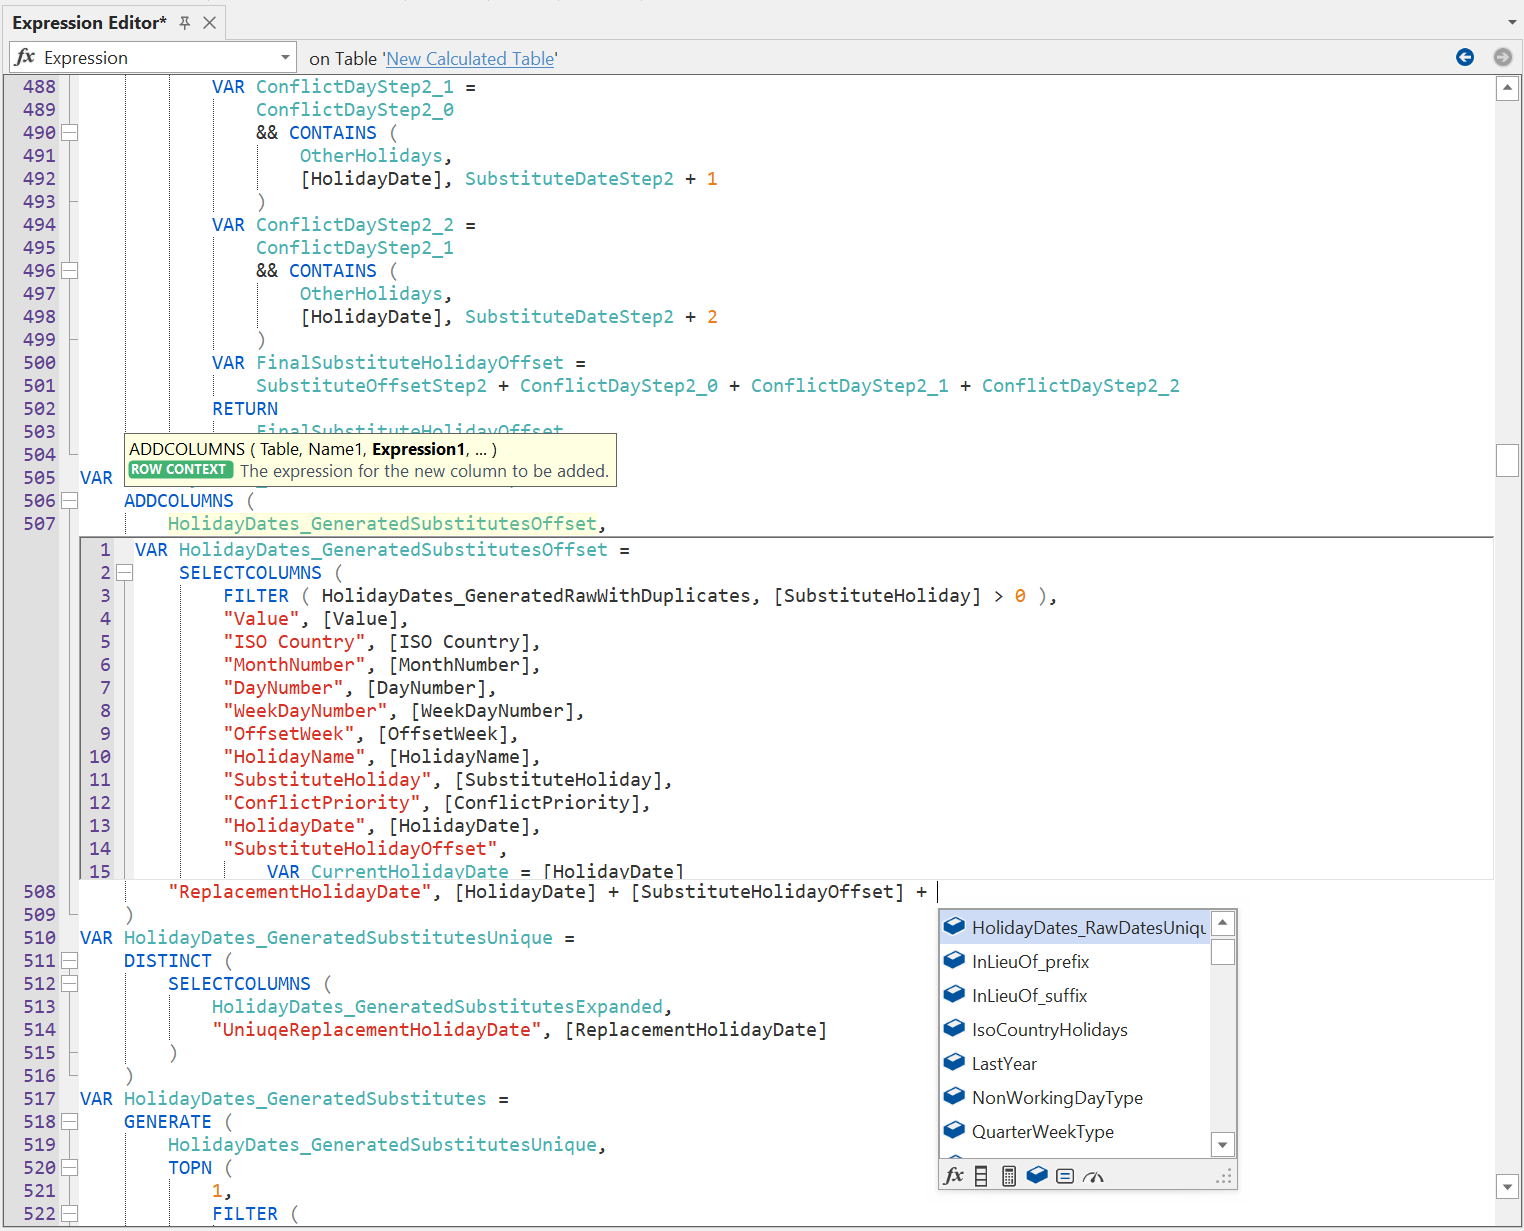 Expression Editor*
fx Expression on Table 'New Calculated Table'
488 VAR ConflictDayStep2_1 =
489 ConflictDayStep2_0
490 && CONTAINS (
491 OtherHolidays,
492 [HolidayDate], SubstituteDateStep2 + 1
493 )
494 VAR ConflictDayStep2_2 =
495 ConflictDayStep2_1
496 && CONTAINS (
497 OtherHolidays,
498 [HolidayDate], SubstituteDateStep2 + 2
499 )
500 VAR FinalSubstituteHolidayOffset =
501 SubstituteOffsetStep2 + ConflictDayStep2_0 + ConflictDayStep2_1 + ConflictDayStep2_2
502 RETURN
503 FinalSubstituteHolidayOffset
504
ADDCOLUMNS ( Table, Name1, Expression1, ... )
ROW CONTEXT The expression for the new column to be added.
505 VAR
506 ADDCOLUMNS (
507 HolidayDates_GeneratedSubstitutesOffset,
1 VAR HolidayDates_GeneratedSubstitutesOffset =
2 SELECTCOLUMNS (
3 FILTER ( HolidayDates_GeneratedRawWithDuplicates, [SubstituteHoliday] > 0 ),
4 "Value", [Value],
5 "ISO Country", [ISO Country],
6 "MonthNumber", [MonthNumber],
7 "DayNumber", [DayNumber],
8 "WeekDayNumber", [WeekDayNumber],
9 "OffsetWeek", [OffsetWeek],
10 "HolidayName", [HolidayName],
11 "SubstituteHoliday", [SubstituteHoliday],
12 "ConflictPriority", [ConflictPriority],
13 "HolidayDate", [HolidayDate],
14 "SubstituteHolidayOffset",
15 VAR CurrentHolidayDate = [HolidayDate]
508 "ReplacementHolidayDate", [HolidayDate] + [SubstituteHolidayOffset] +
509 )
510 VAR HolidayDates_GeneratedSubstitutesUnique =
511 DISTINCT (
512 SELECTCOLUMNS (
513 HolidayDates_GeneratedSubstitutesExpanded,
514 "UniuqeReplacementHolidayDate", [ReplacementHolidayDate]
515 )
516 )
517 VAR HolidayDates_GeneratedSubstitutes =
518 GENERATE (
519 HolidayDates_GeneratedSubstitutesUnique,
520 TOPN (
521 1,
522 FILTER (
HolidayDates_RawDatesUniqu
InLieuOf_prefix
InLieuOf_suffix
IsoCountryHolidays
LastYear
NonWorkingDayType
QuarterWeekType
fx